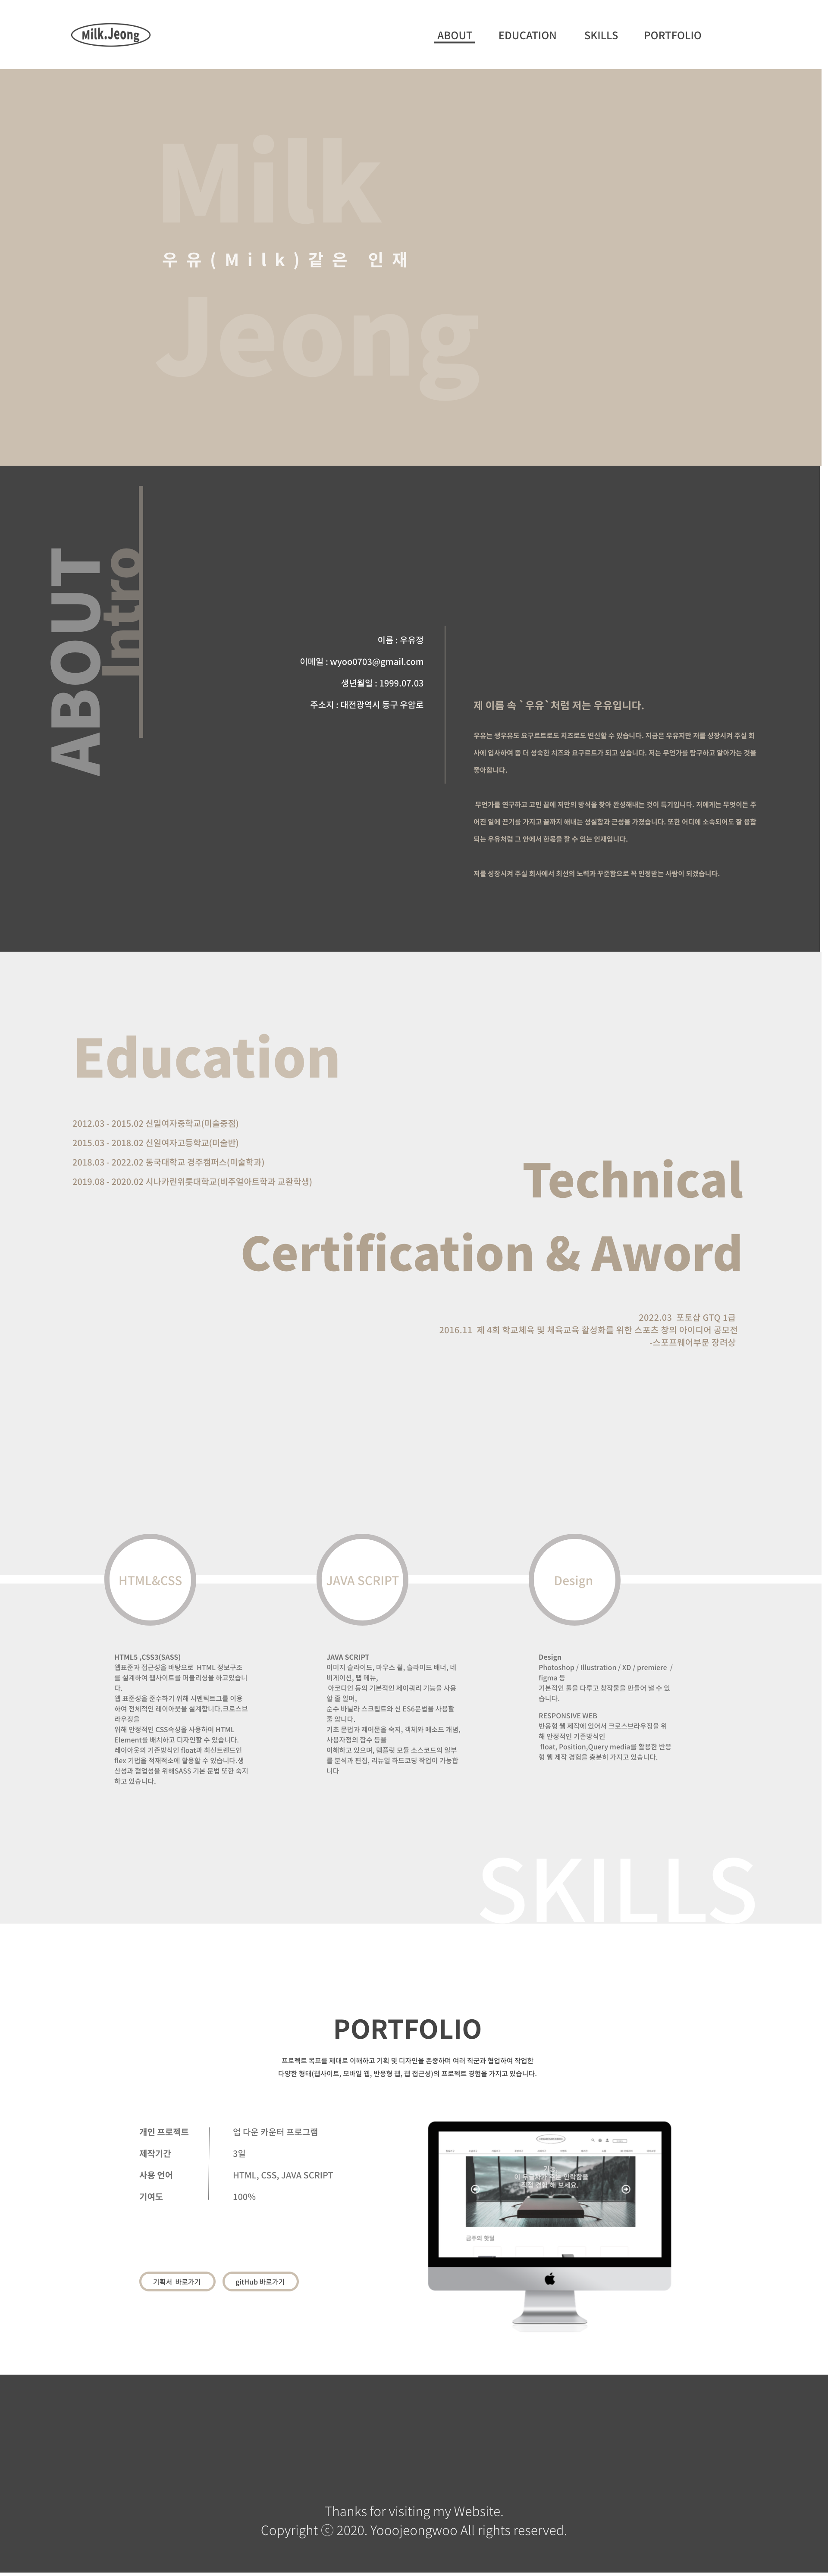 Milk.Jeong
ABOUT
EDUCATION
SKILLS
PORTFOLIO
Milk
우유(Milk)같은 인재
Jeong
ABOUT
Intro
이름 : 우유정
이메일 : wyoo0703@gmail.com
생년월일 : 1999.07.03
주소지 : 대전광역시 동구 우암로
제 이름 속 `우유`처럼 저는 우유입니다.
우유는 생우유도 요구르트로도 치즈로도 변신할 수 있습니다. 지금은 우유지만 저를 성장시켜 주실 회
사에 입사하여 좀 더 성숙한 치즈와 요구르트가 되고 싶습니다. 저는 무언가를 탐구하고 알아가는 것을
좋아합니다.
무언가를 연구하고 고민 끝에 저만의 방식을 찾아 완성해내는 것이 특기입니다. 저에게는 무엇이든 주
어진 일에 끈기를 가지고 끝까지 해내는 성실함과 근성을 가졌습니다. 또한 어디에 소속되어도 잘 융합
되는 우유처럼 그 안에서 한몫을 할 수 있는 인재입니다.
저를 성장시켜 주실 회사에서 최선의 노력과 꾸준함으로 꼭 인정받는 사람이 되겠습니다.
Education
2012.03 - 2015.02 신일여자중학교(미술중점)
2015.03 - 2018.02 신일여자고등학교(미술반)
2018.03 - 2022.02 동국대학교 경주캠퍼스(미술학과)
2019.08 - 2020.02 시나카린위롯대학교(비주얼아트학과 교환학생)
Technical
Certification & Aword
2022.03 포토샵 GTQ 1급
2016.11 제 4회 학교체육 및 체육교육 활성화를 위한 스포츠 창의 아이디어 공모전
-스포프웨어부문 장려상
HTML&CSS
JAVA SCRIPT
Design
HTML5 ,CSS3(SASS)
웹표준과 접근성을 바탕으로 HTML 정보구조
를 설계하여 웹사이트를 퍼블리싱을 하고있습니
다.
웹 표준성을 준수하기 위해 시멘틱트그를 이용
하여 전체적인 레이아웃을 설계합니다.크로스브
라우징을
위해 안정적인 CSS속성을 사용하여 HTML
Element를 배치하고 디자인할 수 있습니다.
레이아웃의 기존방식인 float과 최신트렌드인
flex 기법을 적재적소에 활용할 수 있습니다.생
산성과 협업성을 위해SASS 기본 문법 또한 숙지
하고 있습니다.
JAVA SCRIPT
이미지 슬라이드, 마우스 휠, 슬라이드 배너, 네
비게이션, 탭 메뉴,
아코디언 등의 기본적인 제이쿼리 기능을 사용
할 줄 알며,
순수 바닐라 스크립트와 신 ES6문법을 사용할
줄 압니다.
기초 문법과 제어문을 숙지, 객체와 메소드 개념,
사용자정의 함수 등을
이해하고 있으며, 템플릿 모듈 소스코드의 일부
를 분석과 편집, 리뉴얼 하드코딩 작업이 가능합
니다
Design
Photoshop / illustration / XD / premiere /
figma 등
기본적인 툴을 다루고 창작물을 만들어 낼 수 있
습니다.
RESPONSIVE WEB
반응형 웹 제작에 있어서 크로스브라우징을 위
해 안정적인 기존방식인
float, Position,Query media를 활용한 반응
형 웹 제작 경험을 충분히 가지고 있습니다.
SKILLS
PORTFOLIO
프로젝트 목표를 제대로 이해하고 기획 및 디자인을 존중하며 여러 직군과 협업하여 작업한
다양한 형태(웹사이트, 모바일 웹, 반응형 웹, 웹 접근성)의 프로젝트 경험을 가지고 있습니다.
개인 프로젝트 업 다운 카운터 프로그램
제작기간 3일
사용 언어 HTML, CSS, JAVA SCRIPT
기여도 100%
기획서 바로가기
gitHub 바로가기
금주의 핫딜
Thanks for visiting my Website.
Copyright ⓒ 2020. Yooojeongwoo All rights reserved.